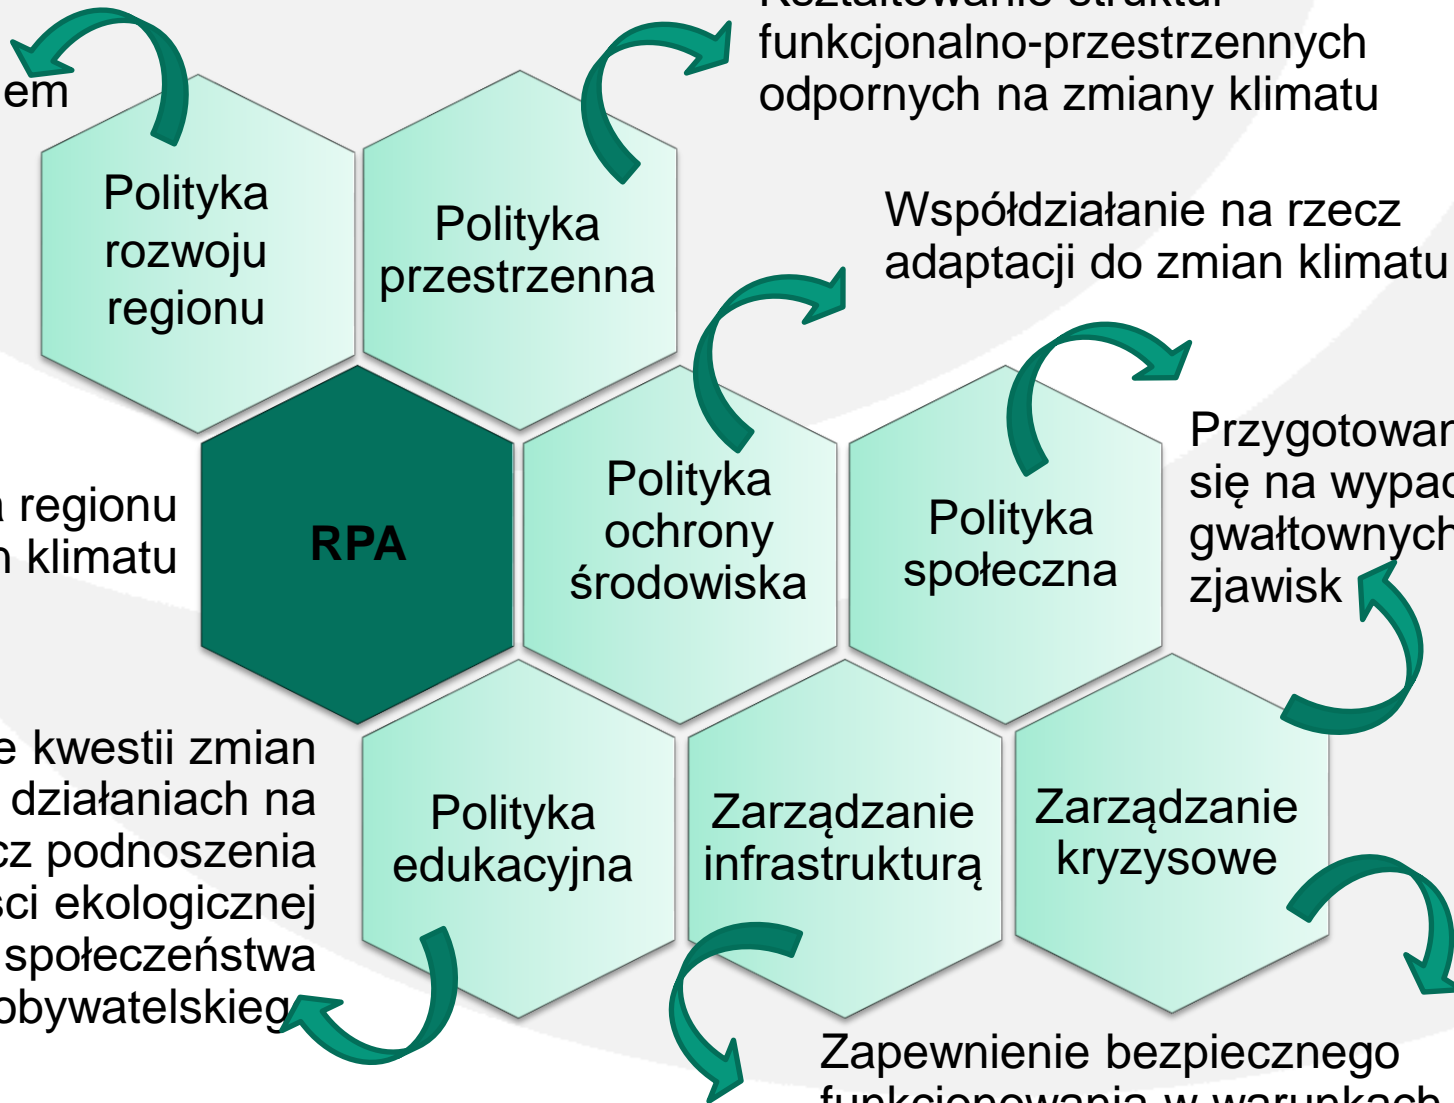 em
funkcjonalno-przestrzennych
odpornych na zmiany klimatu
Polityka
rozwoju
regionu
Polityka
przestrzenna
Współdziałanie na rzecz
adaptacji do zmian klimatu
regionu
klimatu
RPA
Polityka
ochrony
środowiska
Polityka
społeczna
się na
gwałtownych
zjawisk
e kwestii zmian
działaniach na
cz podnoszenia
ści ekologicznej
społeczeństwa
obywatelskieg
Polityka
edukacyjna
Zarządzanie
infrastrukturą
Zarządzanie
kryzysowe
Zapewnienie bezpiecznego
funkcjonowania w warunkach